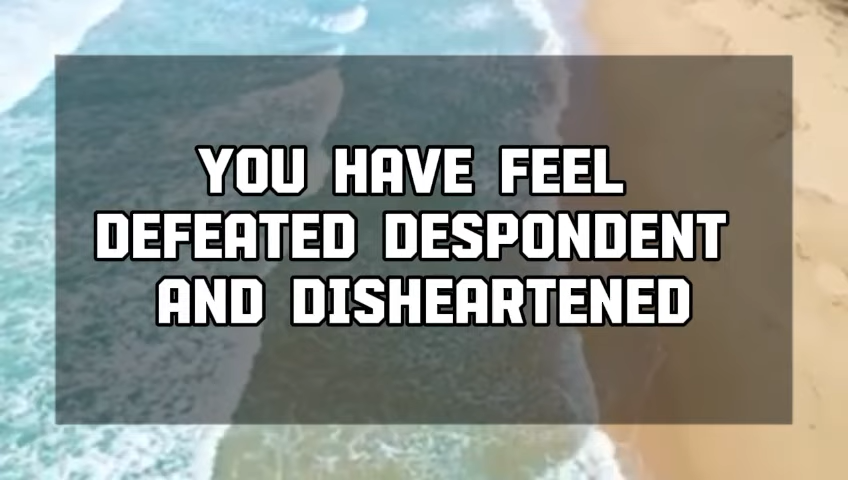 YOU HAVE FEEL
DEFEATED DESPONDENT
AND DISHEARTENED